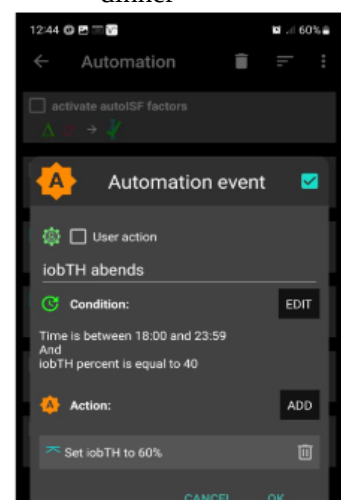 dinner
12:44 60%
Automation
activate autoISF factors
Automation event
User action
iobTH abends
Condition: EDIT
Time is between 18:00 and 23:59
And
iobTH percent is equal to 40
Action: ADD
Set iobTH to 60%
CANCEL OK